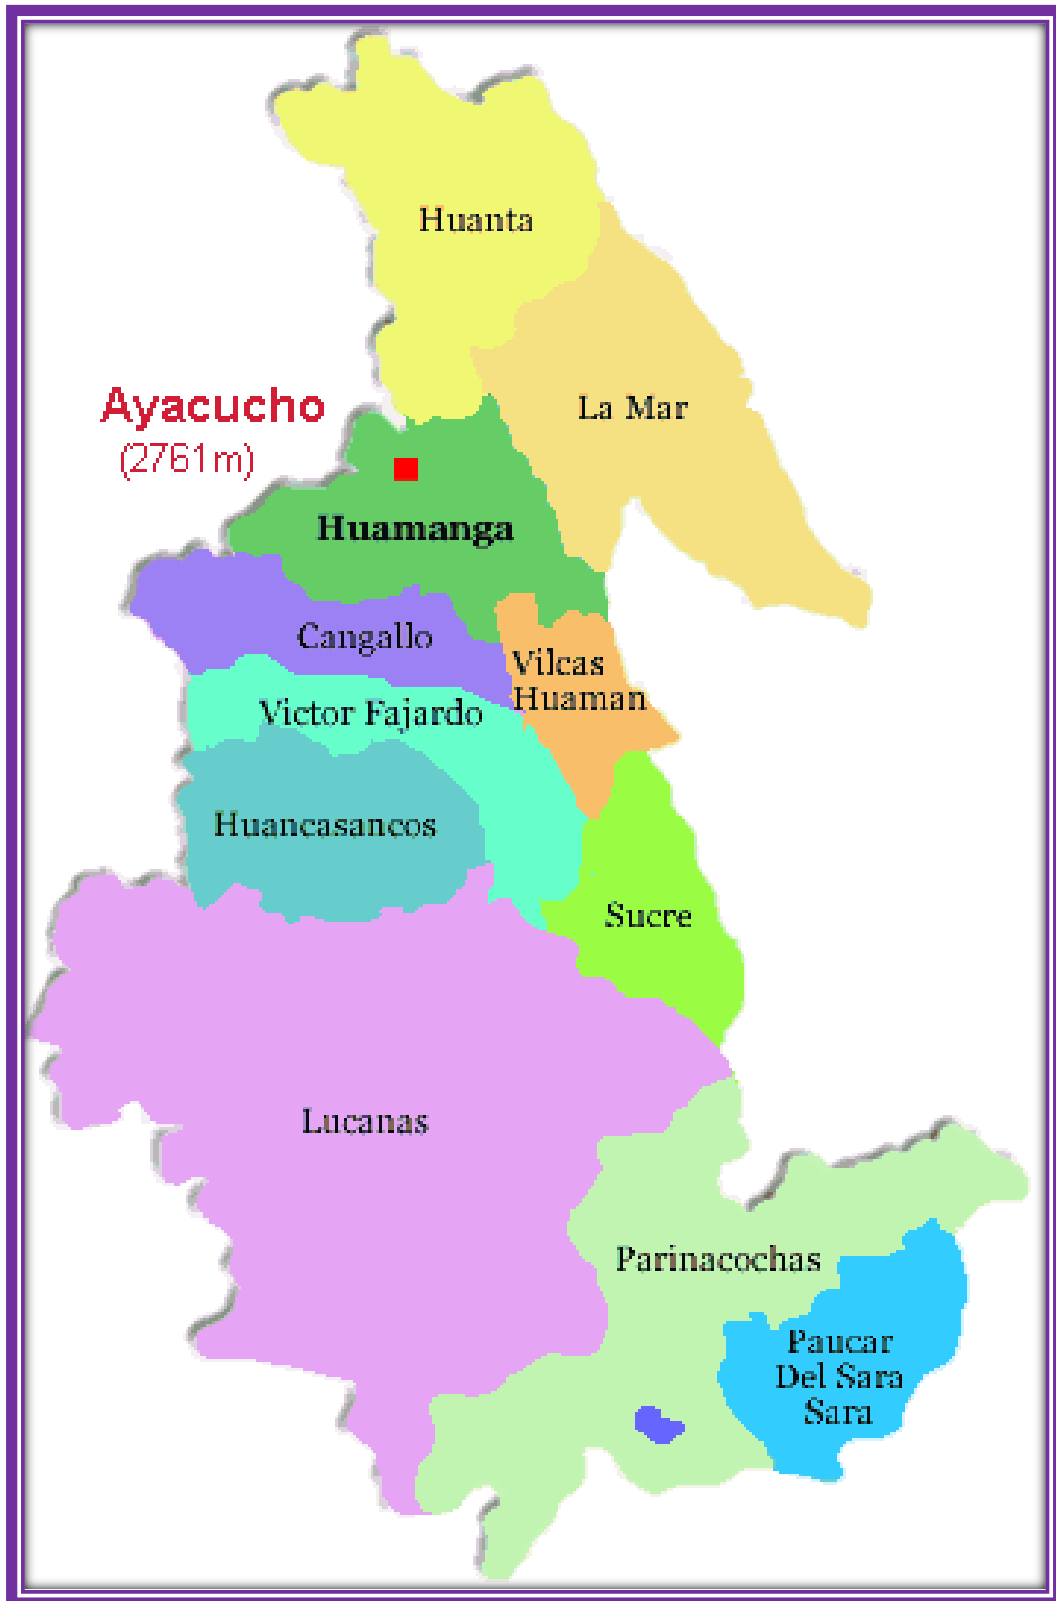 Huanta
La Mar
Ayacucho
(2761m)
Huamanga
Cangallo
Vilcas
Huaman
Victor Fajardo
Huancasancos
Sucre
Lucanas
Parinacochas
Paucar
Del Sara
Sara